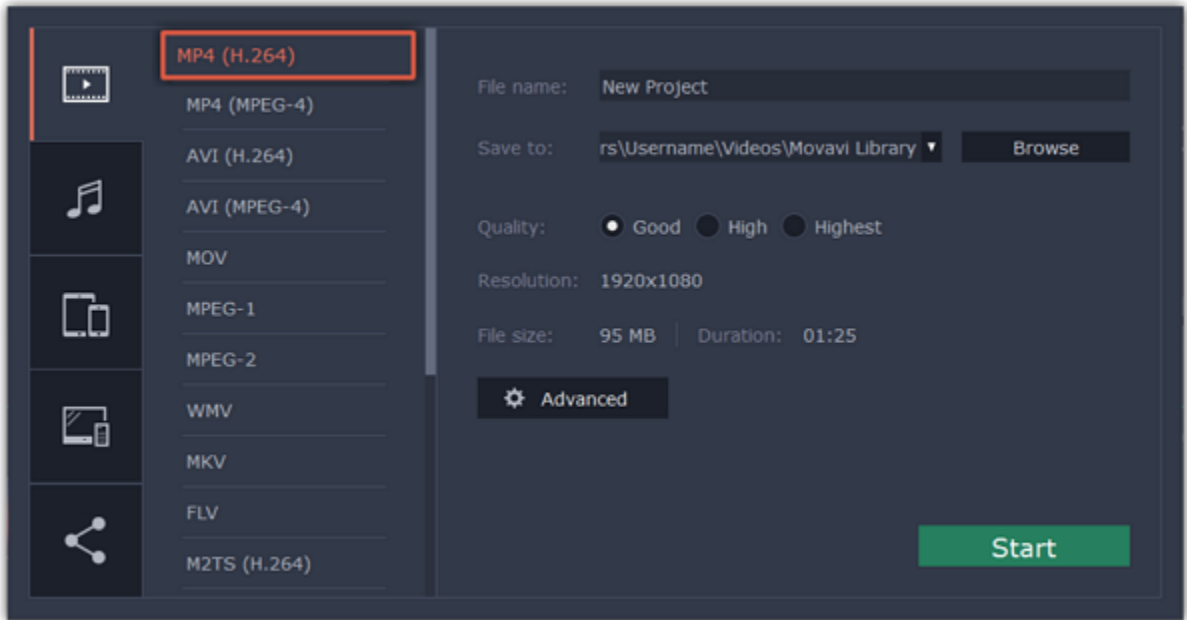 MP4 (H.264)
MP4 (MPEG-4)
AVI (H.264)
AVI (MPEG-4)
MOV
MPEG-1
MPEG-2
WMV
MKV
FLV
M2TS (H.264)
File name: New Project
Save to: rs\Username\Videos\Movavi Library Browse
Quality: Good High Highest
Resolution: 1920x1080
File size: 95 MB Duration: 01:25
Advanced
Start